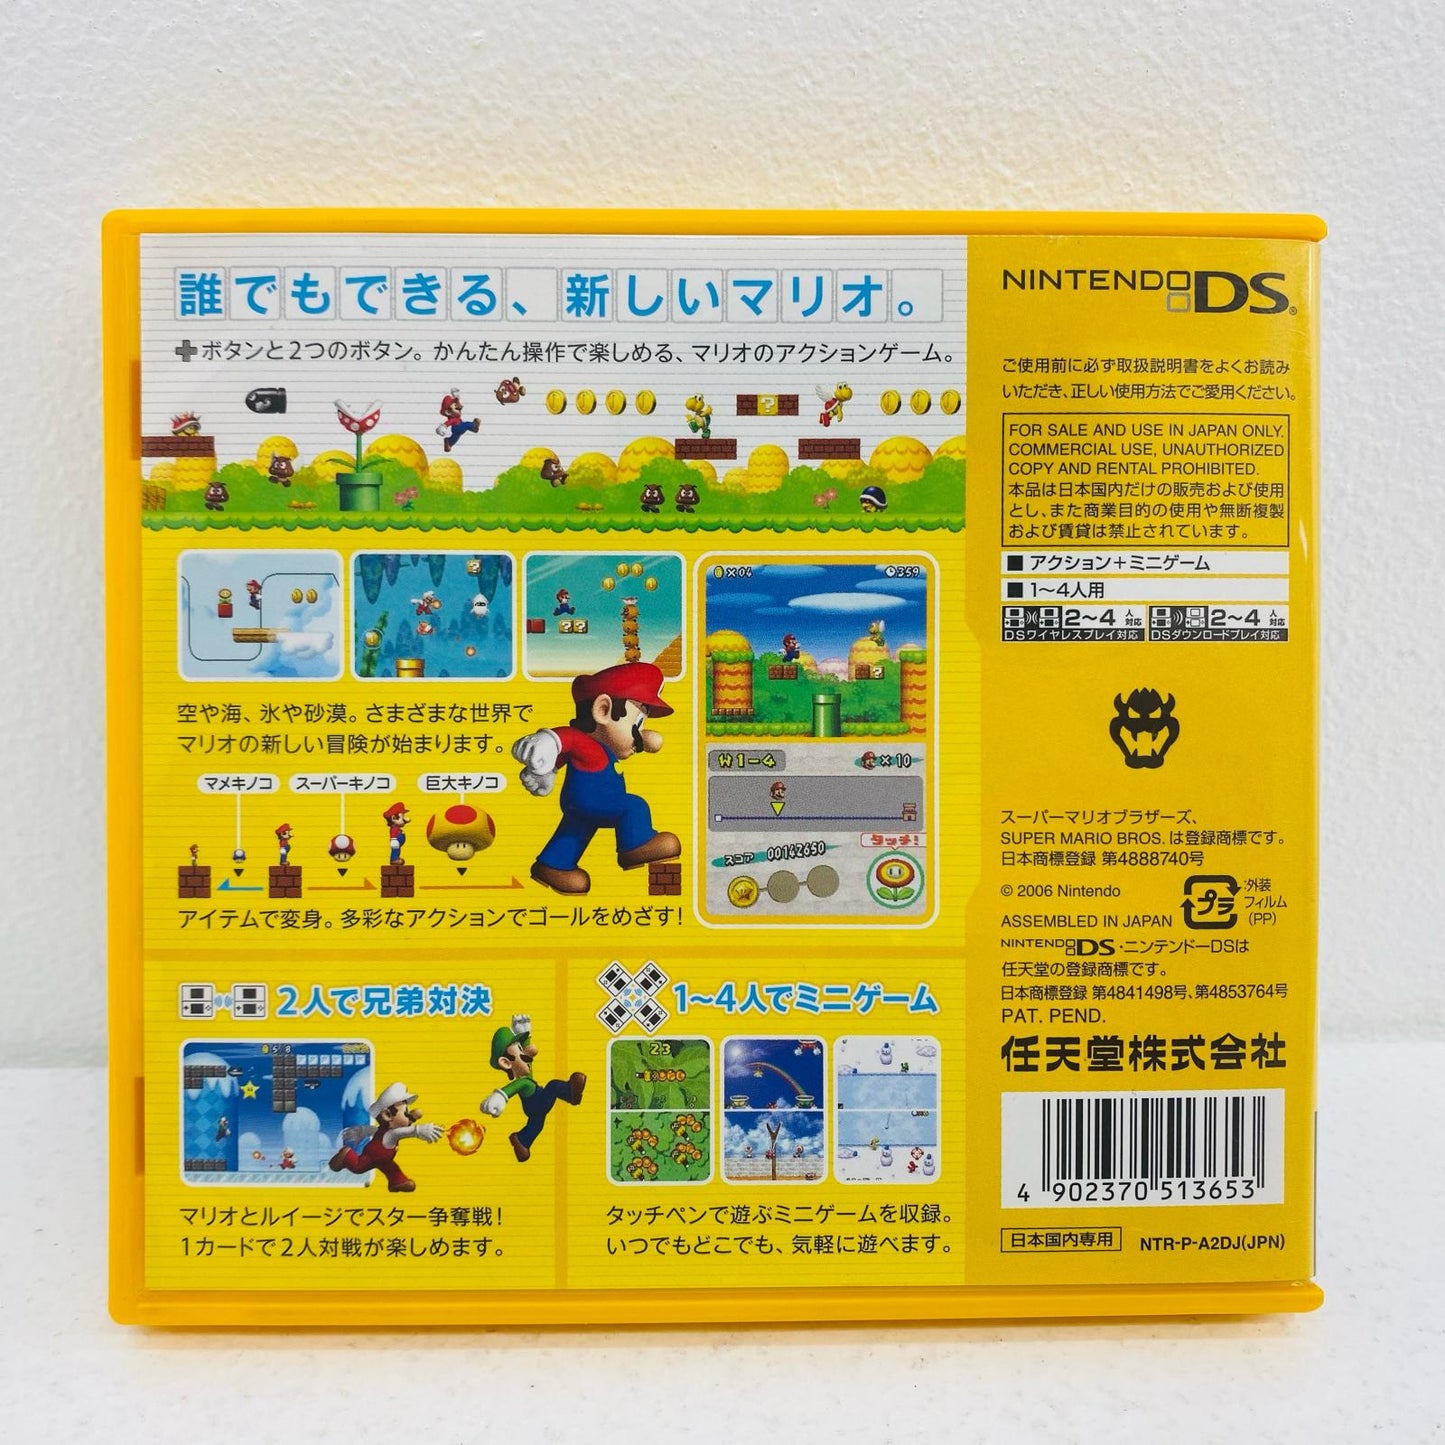 誰でもできる、新しいマリオ。
✚ボタンと2つのボタン。かんたん操作で楽しめる、マリオのアクションゲーム。
×04
359
W1-4
×10
タッチ!
スコア 00142650
空や海、氷や砂漠。さまざまな世界で
マリオの新しい冒険が始まります。
マメキノコ
スーパーキノコ
巨大キノコ
アイテムで変身。多彩なアクションでゴールをめざす!
2人で兄弟対決
マリオとルイージでスター争奪戦!
1カードで2人対戦が楽しめます。
1〜4人でミニゲーム
23
タッチペンで遊ぶミニゲームを収録。
いつでもどこでも、気軽に遊べます。
NINTENDO DS®
ご使用前に必ず取扱説明書をよくお読み
いただき、正しい使用方法でご愛用ください。
FOR SALE AND USE IN JAPAN ONLY.
COMMERCIAL USE, UNAUTHORIZED
COPY AND RENTAL PROHIBITED.
本品は日本国内だけの販売および使用
とし、また商業目的の使用や無断複製
および賃貸は禁止されています。
■ アクション+ミニゲーム
■ 1〜4人用
2〜4人対応
DSワイヤレスプレイ対応
2〜4人対応
DSダウンロードプレイ対応
スーパーマリオブラザーズ、
SUPER MARIO BROS. は登録商標です。
日本商標登録 第4888740号
© 2006 Nintendo
ASSEMBLED IN JAPAN
プラ
外装
フィルム
(PP)
NINTENDO DS・ニンテンドーDSは
任天堂の登録商標です。
日本商標登録 第4841498号、第4853764号
PAT. PEND.
任天堂株式会社
4 902370 513653
日本国内専用
NTR-P-A2DJ(JPN)